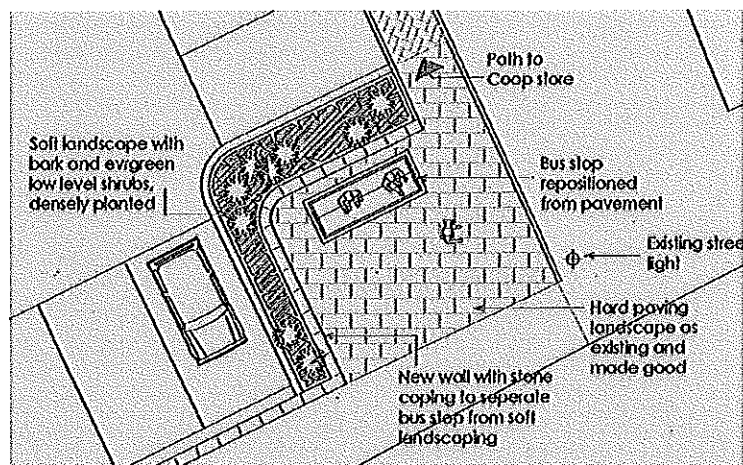 Path to
Coop store
Soft landscape with
bark and evrgreen
low level shrubs,
densely planted
Bus stop
repositioned
from pavement
Existing stree
light
Hard paving
landscape as
existing and
made good
New wall with stone
coping to seperate
bus stop from soft
landscaping